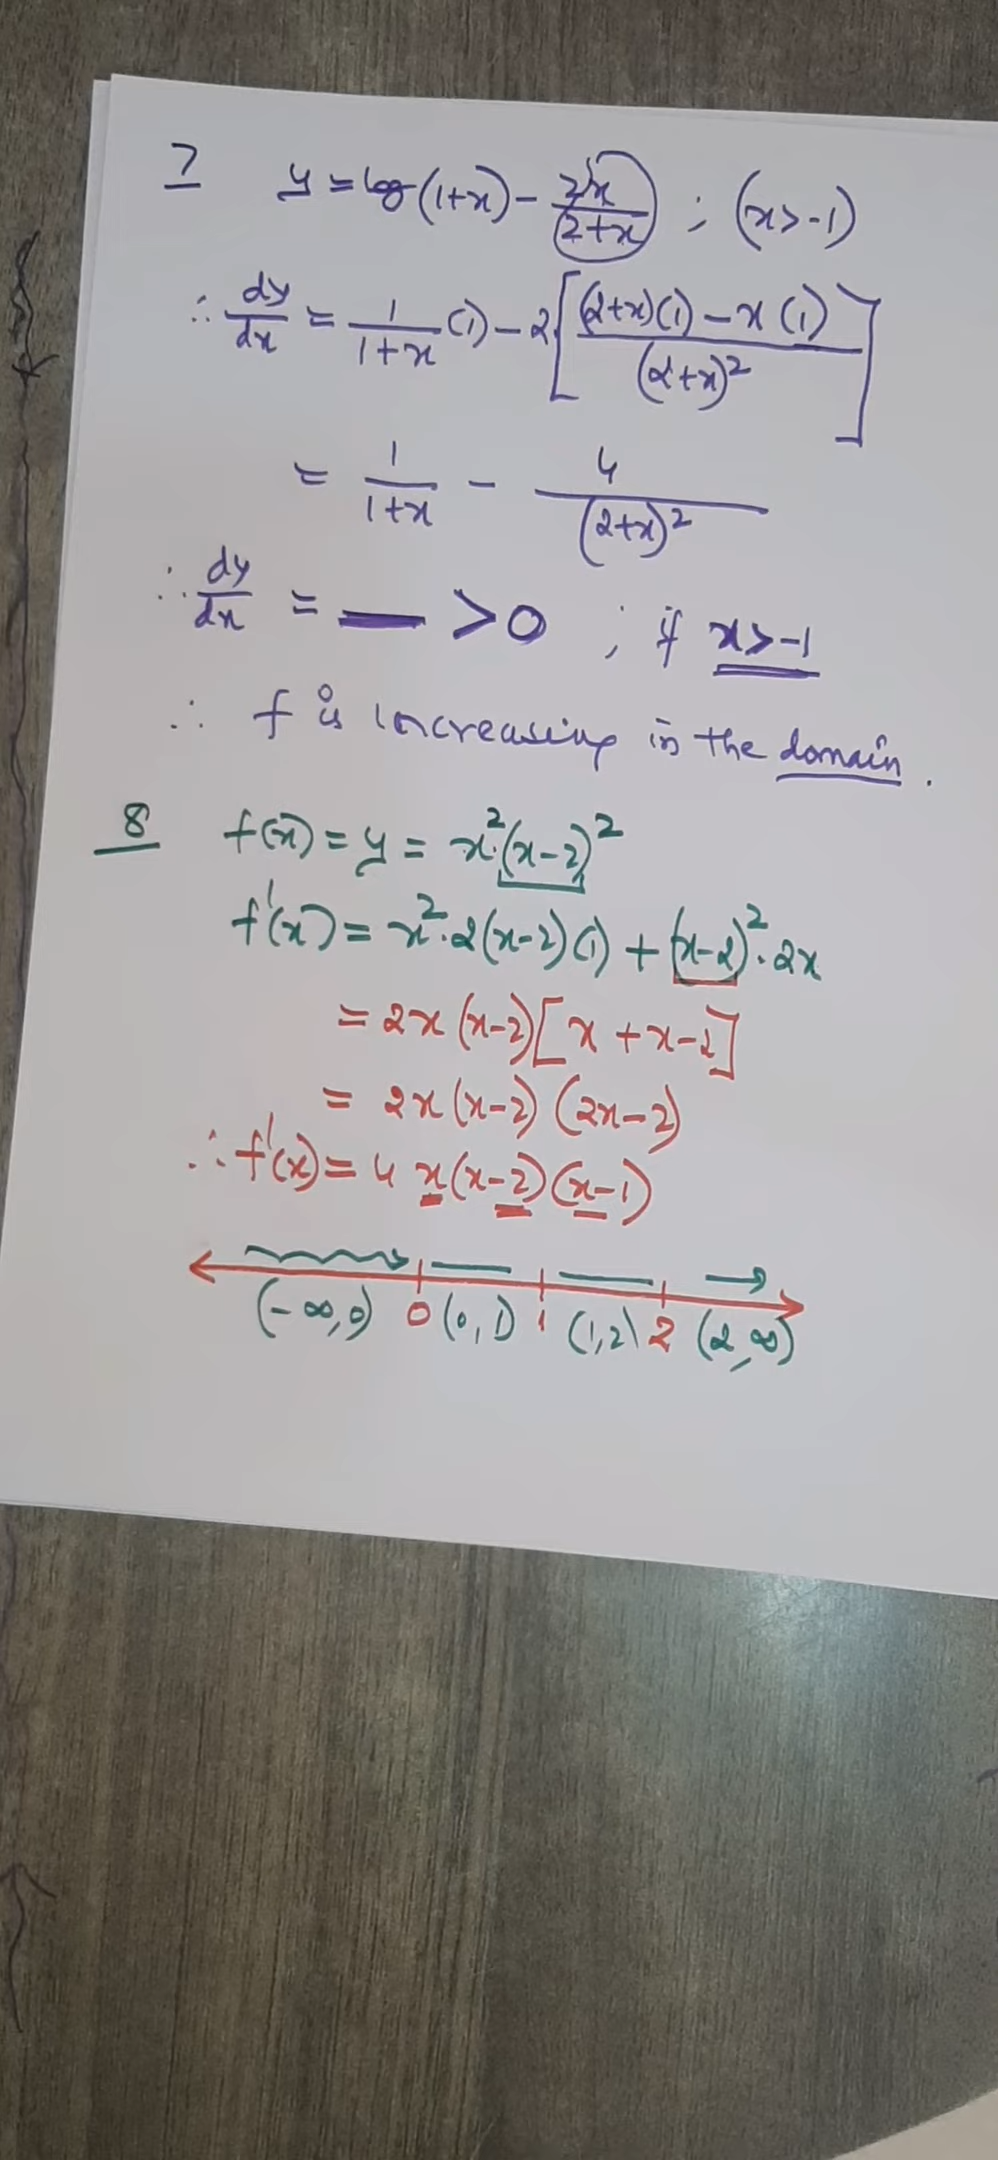 7 y = log(1+x) - 2x/(2+x) ; (x>-1)
∴ dy/dx = 1/(1+x) (1) - 2[((2+x)(1) - x(1))/(2+x)²]
= 1/(1+x) - 4/(2+x)²
∴ dy/dx = — >0 ; if x>-1
∴ f is increasing in the domain.
8 f(x) = y = x².(x-2)²
f'(x) = x².2(x-2)(1) + (x-2)².2x
= 2x(x-2)[x+x-2]
= 2x(x-2)(2x-2)
∴ f'(x) = 4x(x-2)(x-1)
(-∞,0) 0 (0,1) 1 (1,2) 2 (2,∞)